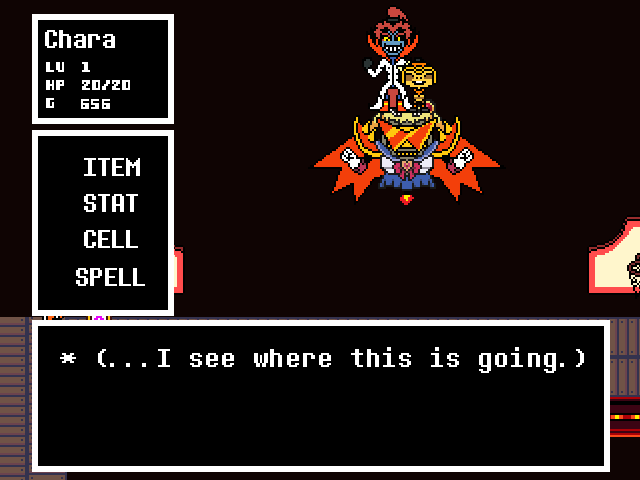 Chara
LV 1
HP 20/20
G 656
ITEM
STAT
CELL
SPELL
* (...I see where this is going.)